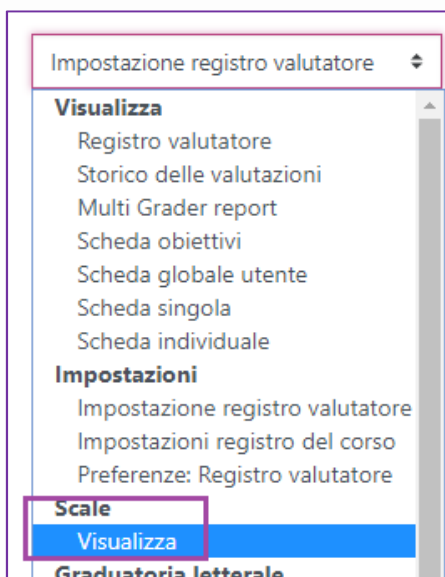 Impostazione registro valutatore
Visualizza
Registro valutatore
Storico delle valutazioni
Multi Grader report
Scheda obiettivi
Scheda globale utente
Scheda singola
Scheda individuale
Impostazioni
Impostazione registro valutatore
Impostazioni registro del corso
Preferenze: Registro valutatore
Scale
Visualizza
Graduatoria letterale